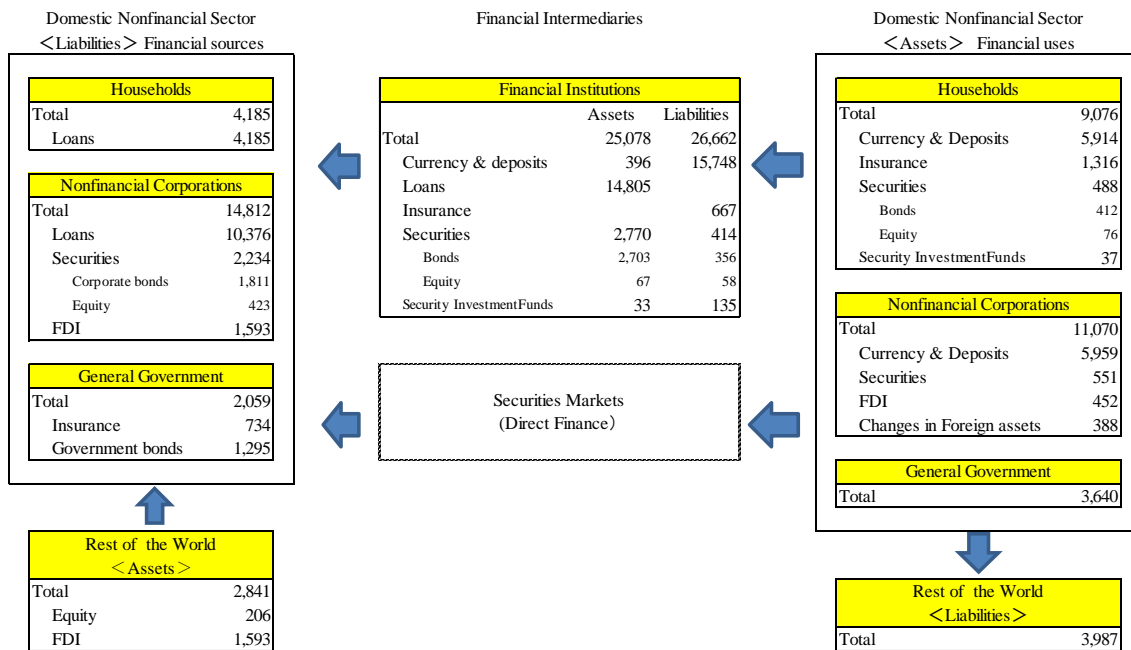 Domestic Nonfinancial Sector
＜Liabilities＞ Financial sources
Households
Total 4,185
Loans 4,185
Nonfinancial Corporations
Total 14,812
Loans 10,376
Securities 2,234
Corporate bonds 1,811
Equity 423
FDI 1,593
General Government
Total 2,059
Insurance 734
Government bonds 1,295
Rest of the World
＜Assets＞
Total 2,841
Equity 206
FDI 1,593
Financial Intermediaries
Financial Institutions
Assets Liabilities
Total 25,078 26,662
Currency & deposits 396 15,748
Loans 14,805
Insurance 667
Securities 2,770 414
Bonds 2,703 356
Equity 67 58
Security InvestmentFunds 33 135
Securities Markets
(Direct Finance）
Domestic Nonfinancial Sector
＜Assets＞ Financial uses
Households
Total 9,076
Currency & Deposits 5,914
Insurance 1,316
Securities 488
Bonds 412
Equity 76
Security InvestmentFunds 37
Nonfinancial Corporations
Total 11,070
Currency & Deposits 5,959
Securities 551
FDI 452
Changes in Foreign assets 388
General Government
Total 3,640
Rest of the World
＜Liabilities＞
Total 3,987